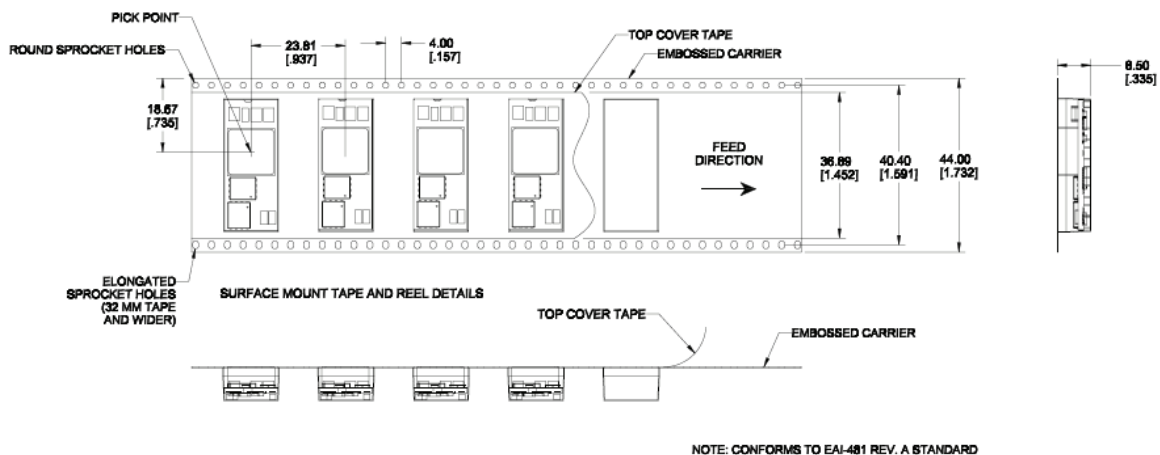 PICK POINT
ROUND SPROCKET HOLES
23.81
[.937]
4.00
[.157]
TOP COVER TAPE
EMBOSSED CARRIER
8.50
[.335]
18.67
[.735]
FEED
DIRECTION
36.89
[1.452]
40.40
[1.591]
44.00
[1.732]
ELONGATED
SPROCKET HOLES
(32 MM TAPE
AND WIDER)
SURFACE MOUNT TAPE AND REEL DETAILS
TOP COVER TAPE
EMBOSSED CARRIER
NOTE: CONFORMS TO EAI-481 REV. A STANDARD